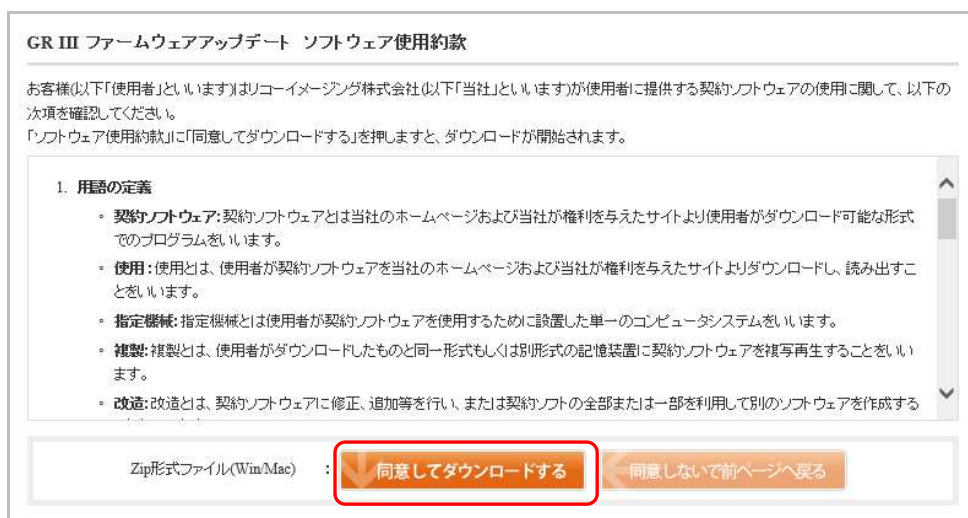 GR III ファームウェアアップデート ソフトウェア使用約款
お客様(以下「使用者」といいます)はリコーイメージング株式会社(以下「当社」といいます)が使用者に提供する契約ソフトウェアの使用に関して、以下の
次項を確認してください。
「ソフトウェア使用約款」に「同意してダウンロードする」を押しますと、ダウンロードが開始されます。
1. 用語の定義
◦ 契約ソフトウェア:契約ソフトウェアとは当社のホームページおよび当社が権利を与えたサイトより使用者がダウンロード可能な形式
でのプログラムをいいます。
◦ 使用:使用とは、使用者が契約ソフトウェアを当社のホームページおよび当社が権利を与えたサイトよりダウンロードし、読み出すこ
とをいいます。
◦ 指定機械:指定機械とは使用者が契約ソフトウェアを使用するために設置した単一のコンピュータシステムをいいます。
◦ 複製:複製とは、使用者がダウンロードしたものと同一形式もしくは別形式の記憶装置に契約ソフトウェアを複写再生することをいい
ます。
◦ 改造:改造とは、契約ソフトウェアに修正、追加等を行い、または契約ソフトの全部または一部を利用して別のソフトウェアを作成する
Zip形式ファイル(Win/Mac) : 同意してダウンロードする 同意しないで前ページへ戻る